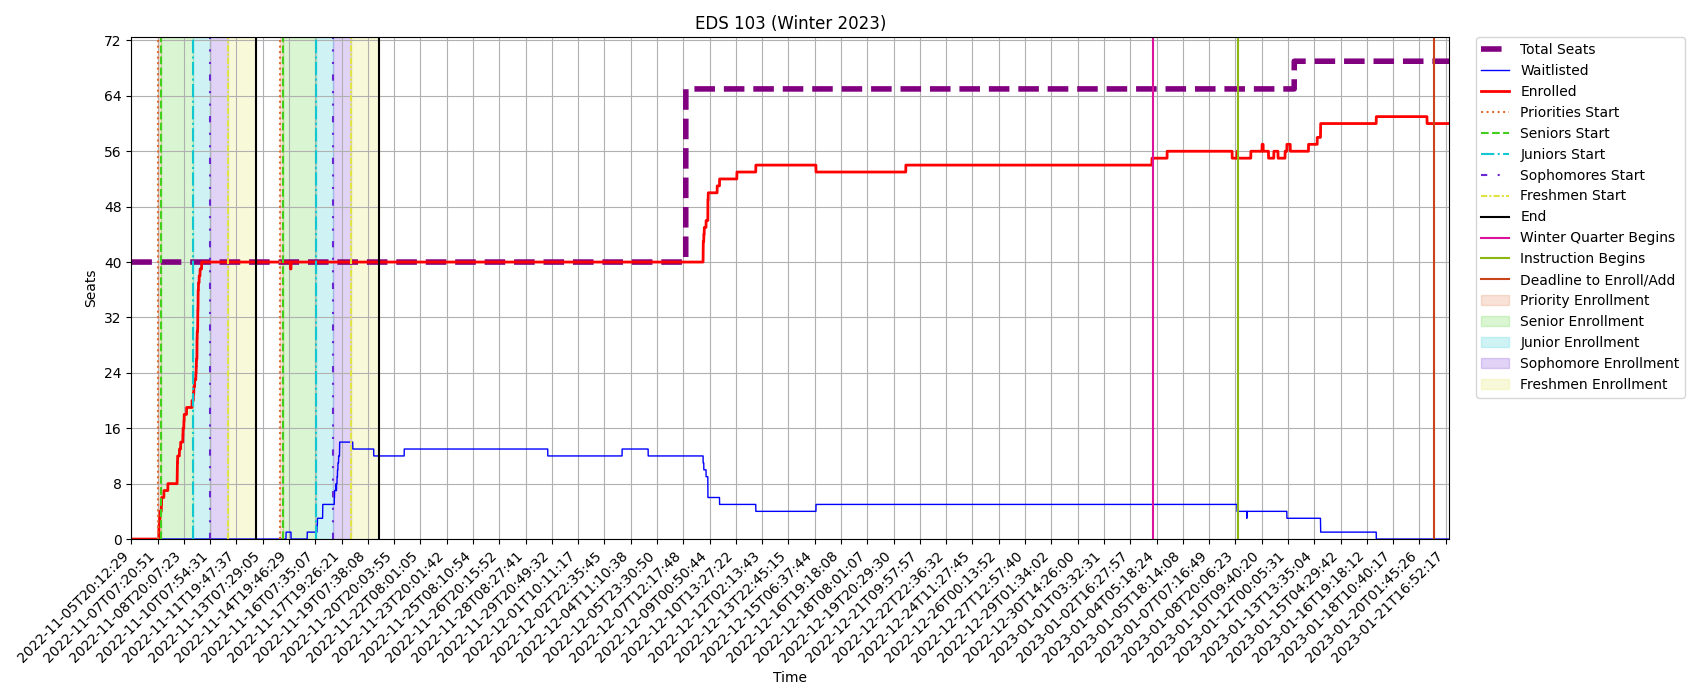 EDS 103 (Winter 2023)
72
64
56
48
40
32
24
16
8
0
Seats
2022-11-05T20:12:29
2022-11-07T07:20:51
2022-11-08T20:07:23
2022-11-10T07:54:31
2022-11-11T19:47:37
2022-11-13T07:29:05
2022-11-14T19:46:29
2022-11-16T07:35:07
2022-11-17T19:26:21
2022-11-19T07:38:08
2022-11-20T20:03:55
2022-11-22T08:01:05
2022-11-23T20:01:42
2022-11-25T08:10:54
2022-11-26T20:15:52
2022-11-28T08:27:41
2022-11-29T20:49:32
2022-12-01T10:11:17
2022-12-02T22:35:45
2022-12-04T11:10:38
2022-12-05T23:30:50
2022-12-07T12:17:48
2022-12-09T00:50:44
2022-12-10T13:27:22
2022-12-12T02:13:43
2022-12-13T22:45:15
2022-12-15T06:37:44
2022-12-16T19:18:08
2022-12-18T08:01:07
2022-12-19T20:29:30
2022-12-21T09:57:57
2022-12-22T22:36:32
2022-12-24T11:27:45
2022-12-26T00:13:52
2022-12-27T12:57:40
2022-12-29T01:34:02
2022-12-30T14:26:00
2023-01-01T03:32:31
2023-01-02T16:27:57
2023-01-04T05:18:24
2023-01-05T18:14:08
2023-01-07T07:16:49
2023-01-08T20:06:23
2023-01-10T09:40:20
2023-01-12T00:05:31
2023-01-13T13:35:04
2023-01-15T04:29:42
2023-01-16T19:18:12
2023-01-18T10:40:17
2023-01-20T01:45:26
2023-01-21T16:52:17
Time
Total Seats
Waitlisted
Enrolled
Priorities Start
Seniors Start
Juniors Start
Sophomores Start
Freshmen Start
End
Winter Quarter Begins
Instruction Begins
Deadline to Enroll/Add
Priority Enrollment
Senior Enrollment
Junior Enrollment
Sophomore Enrollment
Freshmen Enrollment